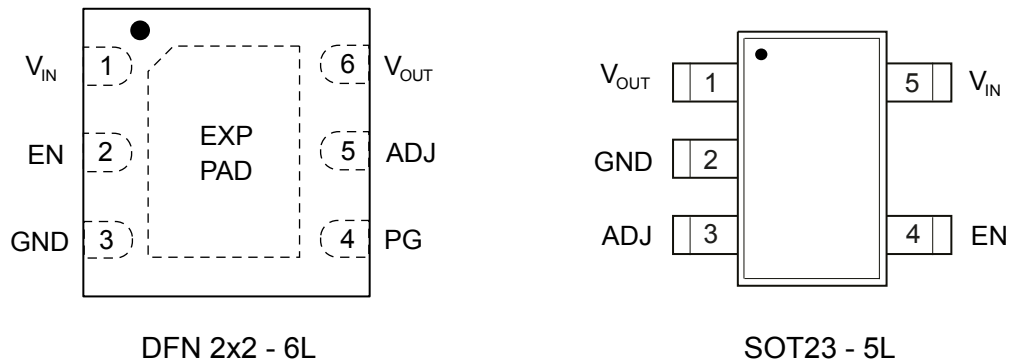 V_IN 1 6 V_OUT
EN 2 5 ADJ
GND 3 4 PG
EXP
PAD
DFN 2x2 - 6L
V_OUT 1 5 V_IN
GND 2
ADJ 3 4 EN
SOT23 - 5L